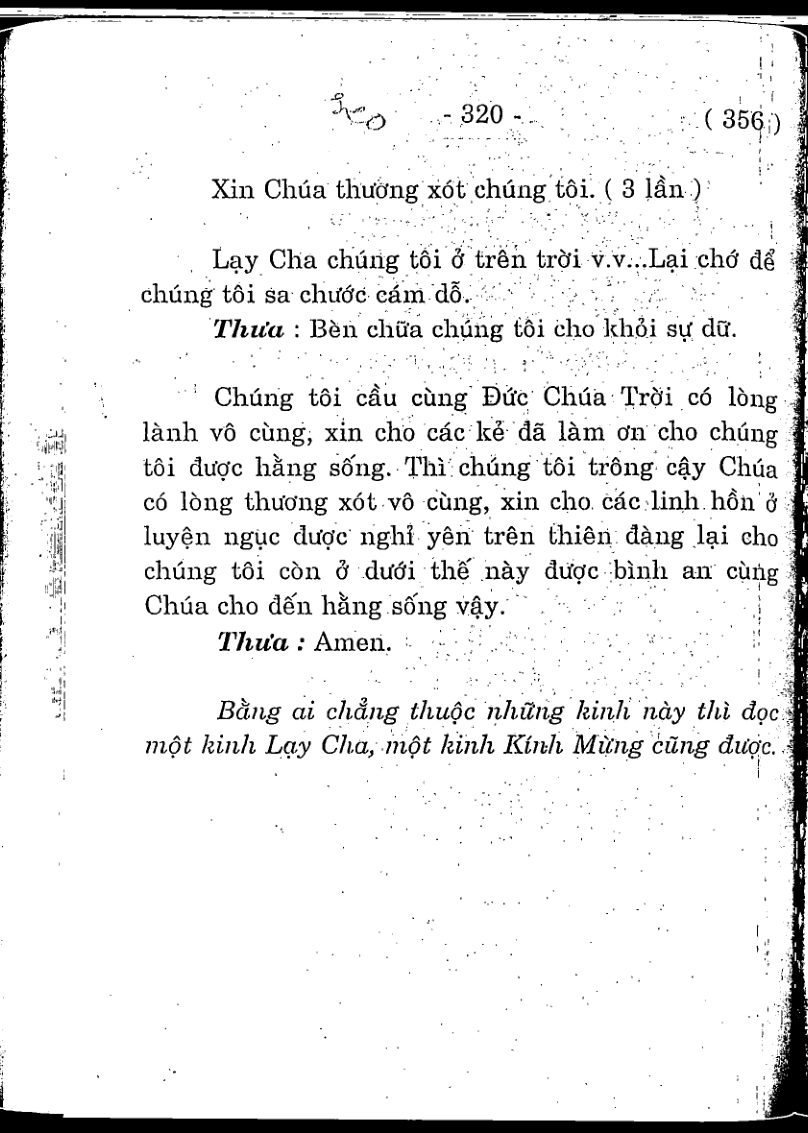 320 - 320 - ( 356 )
Xin Chúa thương xót chúng tôi. ( 3 lần )
Lạy Cha chúng tôi ở trên trời v.v...Lại chớ để
chúng tôi sa chước cám dỗ.
Thưa : Bèn chữa chúng tôi cho khỏi sự dữ.
Chúng tôi cầu cùng Đức Chúa Trời có lòng
lành vô cùng, xin cho các kẻ đã làm ơn cho chúng
tôi được hằng sống. Thì chúng tôi trông cậy Chúa
có lòng thương xót vô cùng, xin cho các linh hồn ở
luyện ngục được nghỉ yên trên thiên đàng lại cho
chúng tôi còn ở dưới thế này được bình an cùng
Chúa cho đến hằng sống vậy.
Thưa : Amen.
Bằng ai chẳng thuộc những kinh này thì đọc
một kinh Lạy Cha, một kinh Kính Mừng cũng được.